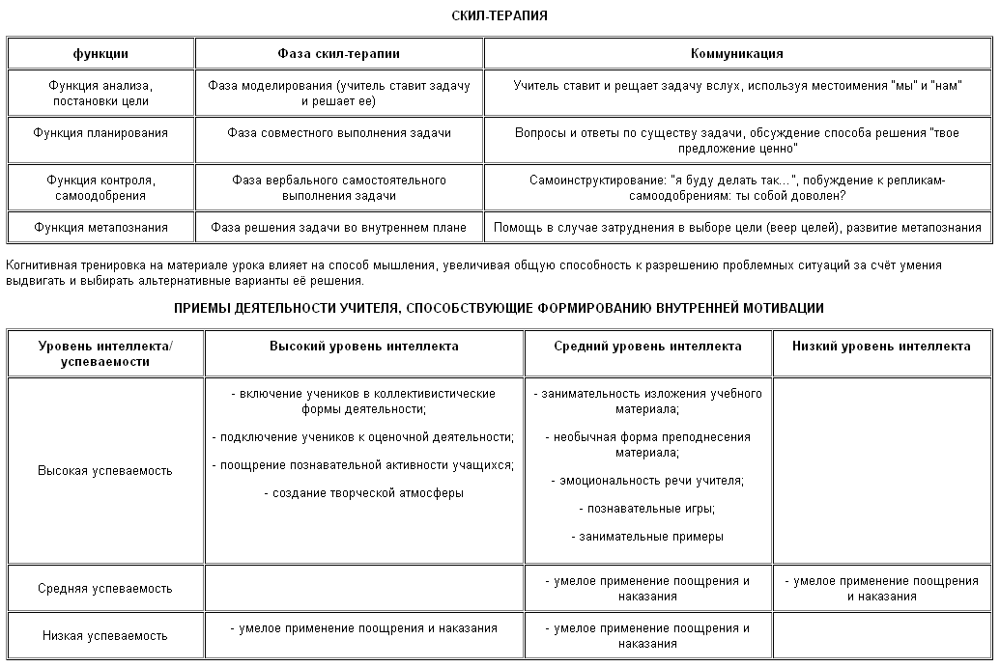 СКИЛ-ТЕРАПИЯ
функции
Фаза скил-терапии
Коммуникация
Функция анализа,
постановки цели
Фаза моделирования (учитель ставит задачу
и решает ее)
Учитель ставит и рещает задачу вслух, используя местоимения "мы" и "нам"
Функция планирования
Фаза совместного выполнения задачи
Вопросы и ответы по существу задачи, обсуждение способа решения "твое
предложение ценно"
Функция контроля,
самоодобрения
Фаза вербального самостоятельного
выполнения задачи
Самоинструктирование: "я буду делать так…", побуждение к репликам-
самоодобрениям: ты собой доволен?
Функция метапознания
Фаза решения задачи во внутреннем плане
Помощь в случае затруднения в выборе цели (веер целей), развитие метапознания
Когнитивная тренировка на материале урока влияет на способ мышления, увеличивая общую способность к разрешению проблемных ситуаций за счёт умения
выдвигать и выбирать альтернативные варианты её решения.
ПРИЕМЫ ДЕЯТЕЛЬНОСТИ УЧИТЕЛЯ, СПОСОБСТВУЮЩИЕ ФОРМИРОВАНИЮ ВНУТРЕННЕЙ МОТИВАЦИИ
Уровень интеллекта/
успеваемости
Высокий уровень интеллекта
Средний уровень интеллекта
Низкий уровень интеллекта
Высокая успеваемость
- включение учеников в коллективистические
формы деятельности;
- подключение учеников к оценочной деятельности;
- поощрение познавательной активности учащихся;
- создание творческой атмосферы
- занимательность изложения учебного
материала;
- необычная форма преподнесения
материала;
- эмоциональность речи учителя;
- познавательные игры;
- занимательные примеры
Средняя успеваемость
- умелое применение поощрения и
наказания
- умелое применение поощрения
и наказания
Низкая успеваемость
- умелое применение поощрения и наказания
- умелое применение поощрения и
наказания